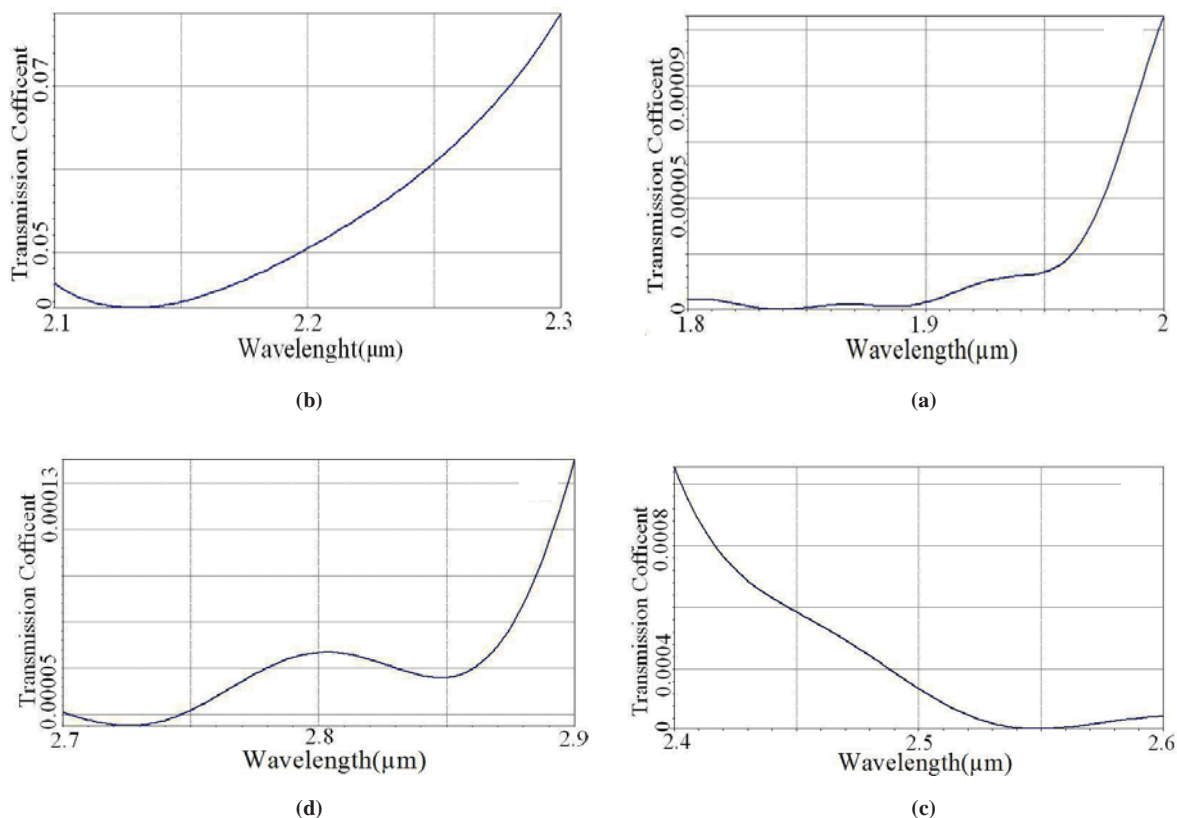 Transmission Cofficent
0.07
0.05
0
2.1 2.2 2.3
Wavelenght(µm)
(b)
Transmission Cofficent
0.00009
0.00005
0
1.8 1.9 2
Wavelength(µm)
(a)
Transmission Cofficent
0.00013
0.00005
0
2.7 2.8 2.9
Wavelength(µm)
(d)
Transmission Cofficent
0.0008
0.0004
0
2.4 2.5 2.6
Wavelength(µm)
(c)